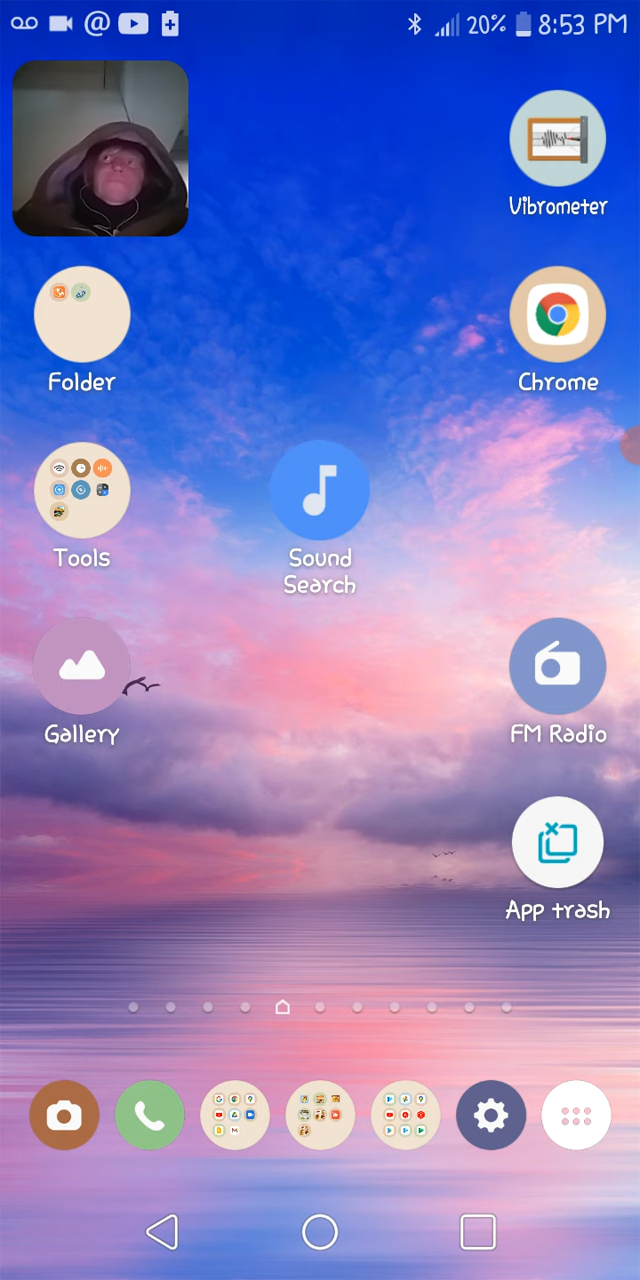 20% 8:53 PM
Vibrometer
Folder
Chrome
Tools
Sound
Search
Gallery
FM Radio
App trash